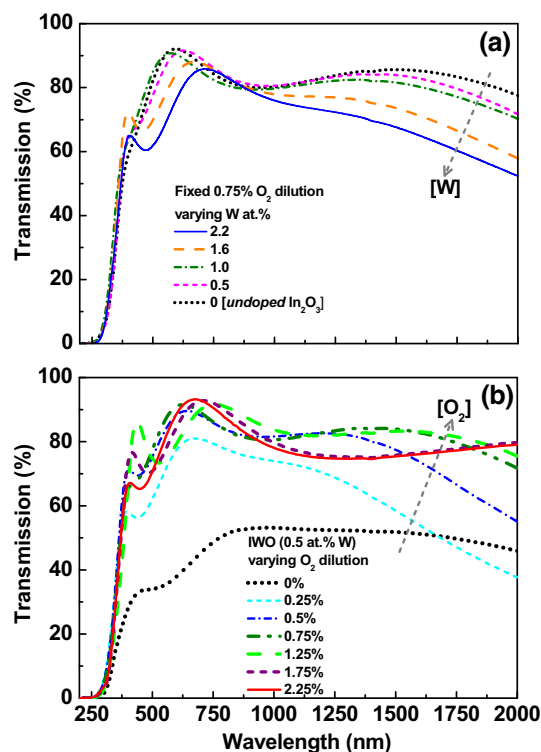 (a)
Transmission (%)
100
80
60
40
20
0
[W]
Fixed 0.75% O₂ dilution
varying W at.%
2.2
1.6
1.0
0.5
0 [undoped In₂O₃]
(b)
Transmission (%)
100
80
60
40
20
0
[O₂]
IWO (0.5 at.% W)
varying O₂ dilution
0%
0.25%
0.5%
0.75%
1.25%
1.75%
2.25%
250 500 750 1000 1250 1500 1750 2000
Wavelength (nm)